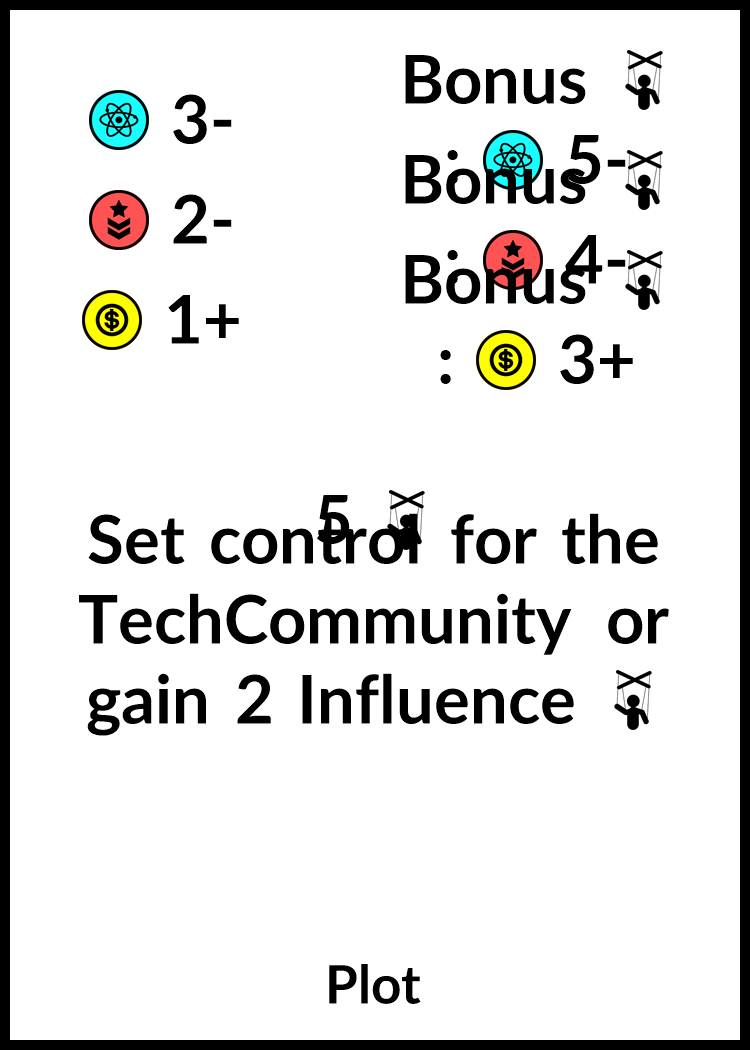 3-
Bonus
: 5-
2-
Bonus
: 4-
1+
Bonus
: 3+
5
Set control for the
TechCommunity or
gain 2 Influence
Plot